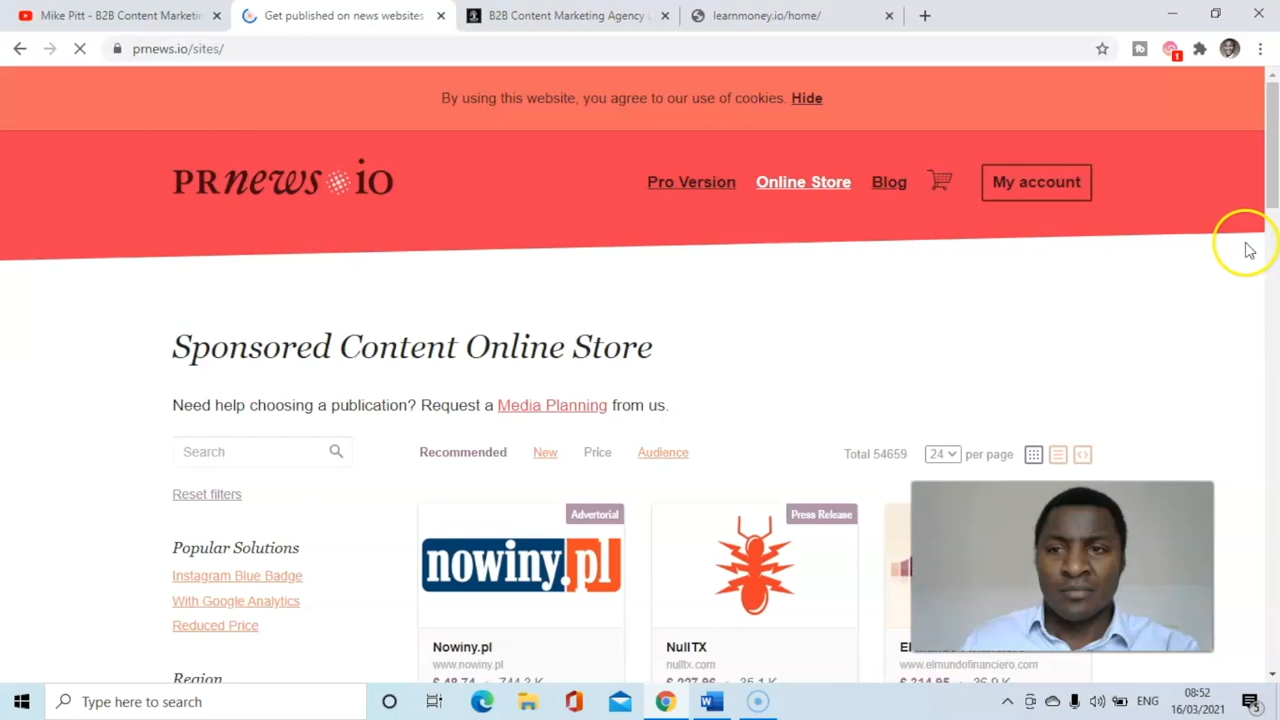 Mike Pitt - B2B Content Marketin
Get published on news websites
B2B Content Marketing Agency
learnmoney.io/home/
prnews.io/sites/
1
By using this website, you agree to our use of cookies. Hide
PRnews io
Pro Version
Online Store
Blog
My account
Sponsored Content Online Store
Need help choosing a publication? Request a Media Planning from us.
Search
Recommended
New
Price
Audience
Total 54659
24
per page
Reset filters
Popular Solutions
Instagram Blue Badge
With Google Analytics
Reduced Price
Region
Advertorial
nowiny.pl
Nowiny.pl
www.nowiny.pl
Press Release
NullTX
nulltx.com
www.elmundofinanciero.com
Type here to search
ENG
08:52
16/03/2021
5